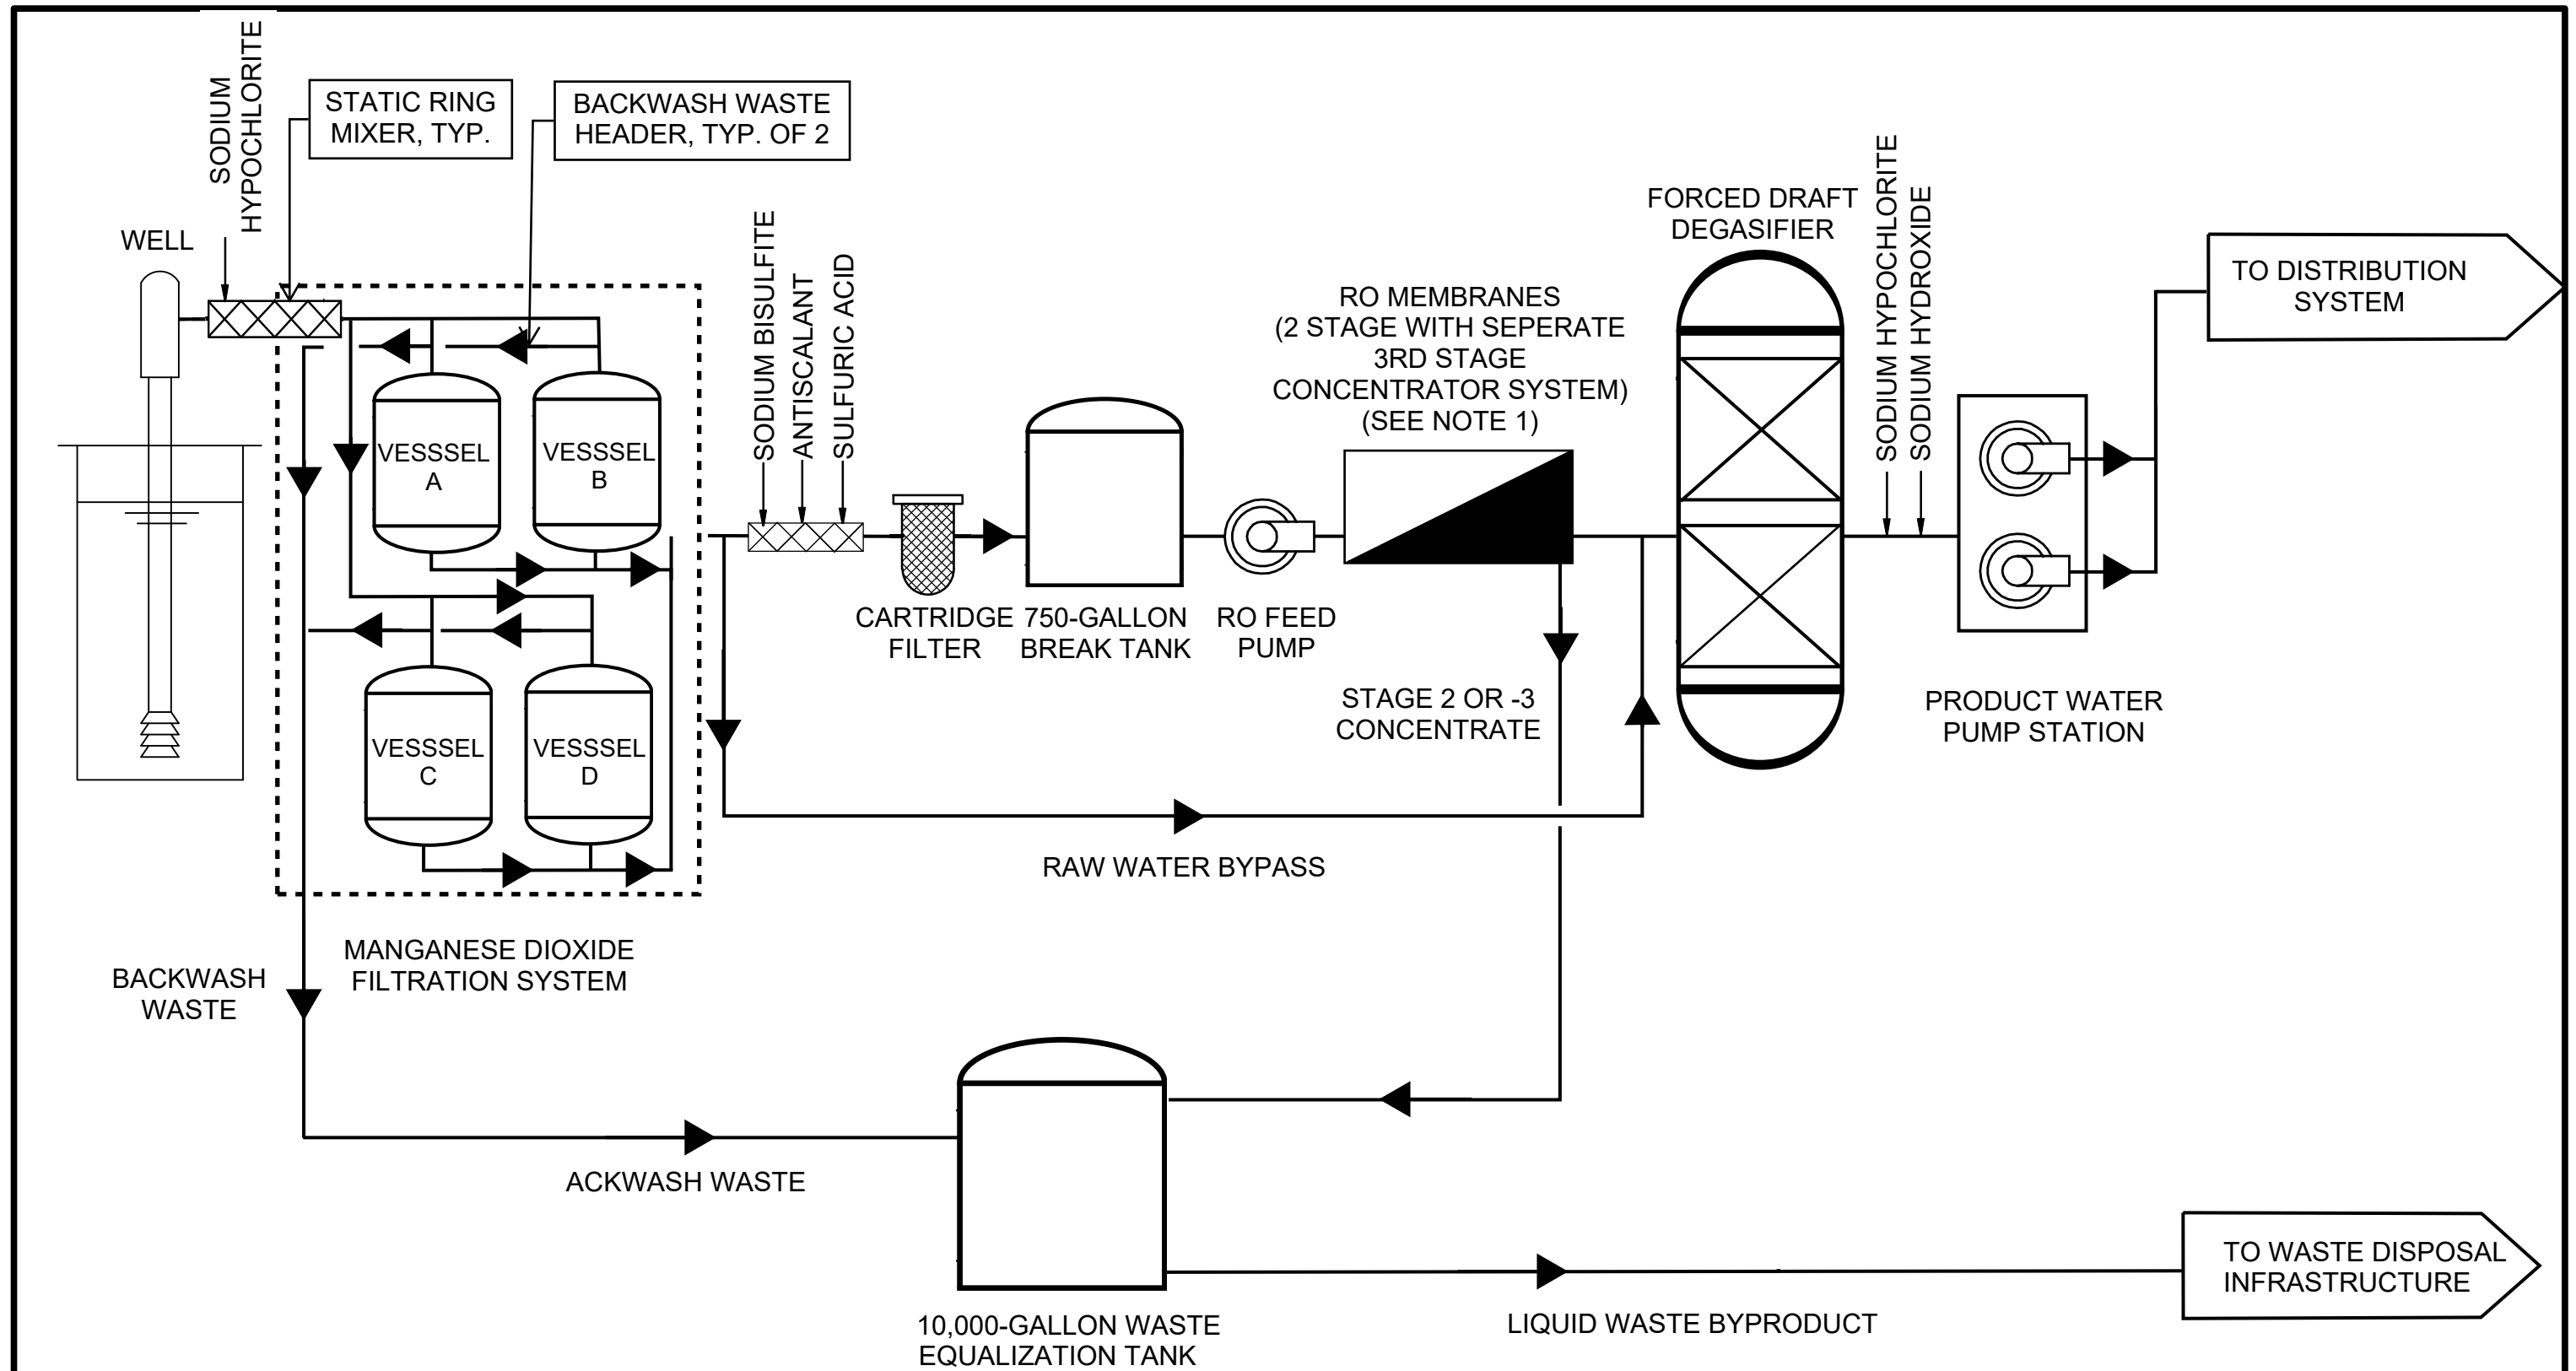 SODIUM
HYPOCHLORITE
STATIC RING
MIXER, TYP.
BACKWASH WASTE
HEADER, TYP. OF 2
WELL
VESSSEL
A
VESSSEL
B
VESSSEL
C
VESSSEL
D
MANGANESE DIOXIDE
FILTRATION SYSTEM
BACKWASH
WASTE
SODIUM BISULFITE
ANTISCALANT
SULFURIC ACID
CARTRIDGE
FILTER
750-GALLON
BREAK TANK
RO FEED
PUMP
RO MEMBRANES
(2 STAGE WITH SEPERATE
3RD STAGE
CONCENTRATOR SYSTEM)
(SEE NOTE 1)
STAGE 2 OR -3
CONCENTRATE
RAW WATER BYPASS
FORCED DRAFT
DEGASIFIER
SODIUM HYPOCHLORITE
SODIUM HYDROXIDE
PRODUCT WATER
PUMP STATION
TO DISTRIBUTION
SYSTEM
ACKWASH WASTE
10,000-GALLON WASTE
EQUALIZATION TANK
LIQUID WASTE BYPRODUCT
TO WASTE DISPOSAL
INFRASTRUCTURE